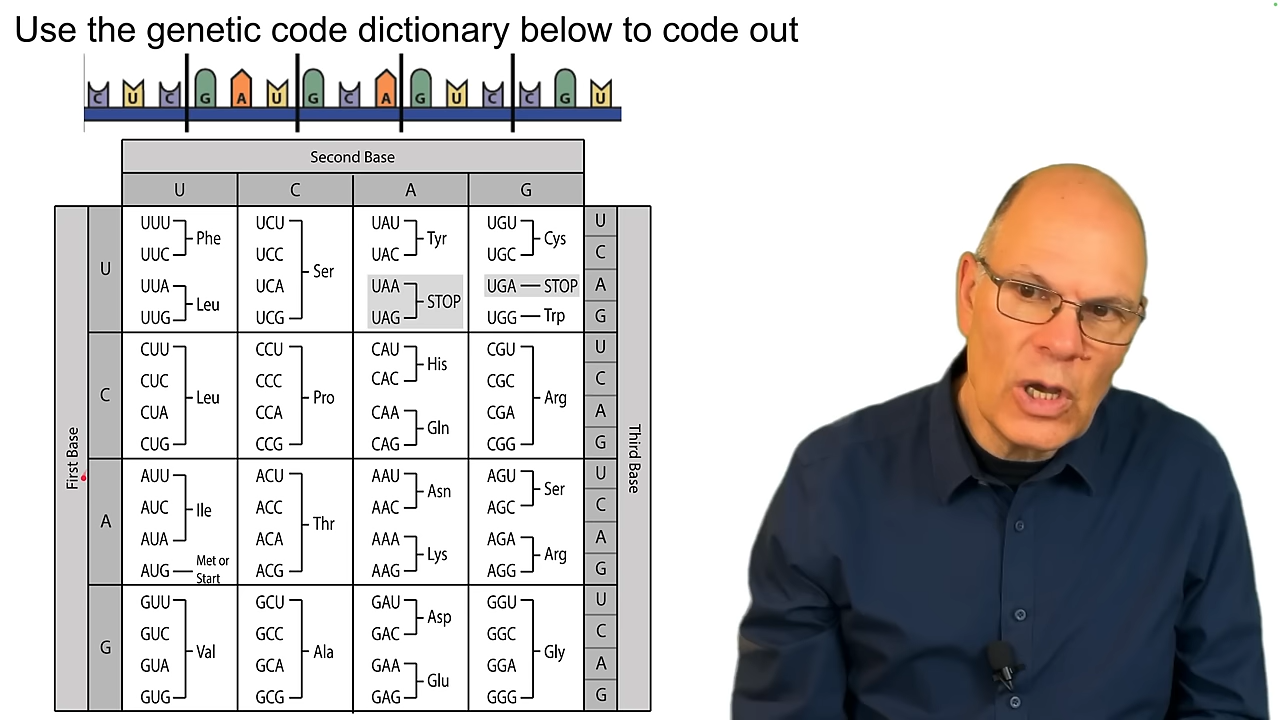 Use the genetic code dictionary below to code out
C U C G A U G C A G U C C G U
Second Base
U C A G
First Base
Third Base
U
UUU
UUC
Phe
UUA
UUG
Leu
UCU
UCC
UCA
UCG
Ser
UAU
UAC
Tyr
UAA
UAG
STOP
UGU
UGC
Cys
UGA STOP
UGG Trp
U
C
A
G
C
CUU
CUC
CUA
CUG
Leu
CCU
CCC
CCA
CCG
Pro
CAU
CAC
His
CAA
CAG
Gln
CGU
CGC
CGA
CGG
Arg
U
C
A
G
A
AUU
AUC
AUA
Ile
AUG Met or
Start
ACU
ACC
ACA
ACG
Thr
AAU
AAC
Asn
AAA
AAG
Lys
AGU
AGC
Ser
AGA
AGG
Arg
U
C
A
G
G
GUU
GUC
GUA
GUG
Val
GCU
GCC
GCA
GCG
Ala
GAU
GAC
Asp
GAA
GAG
Glu
GGU
GGC
GGA
GGG
Gly
U
C
A
G